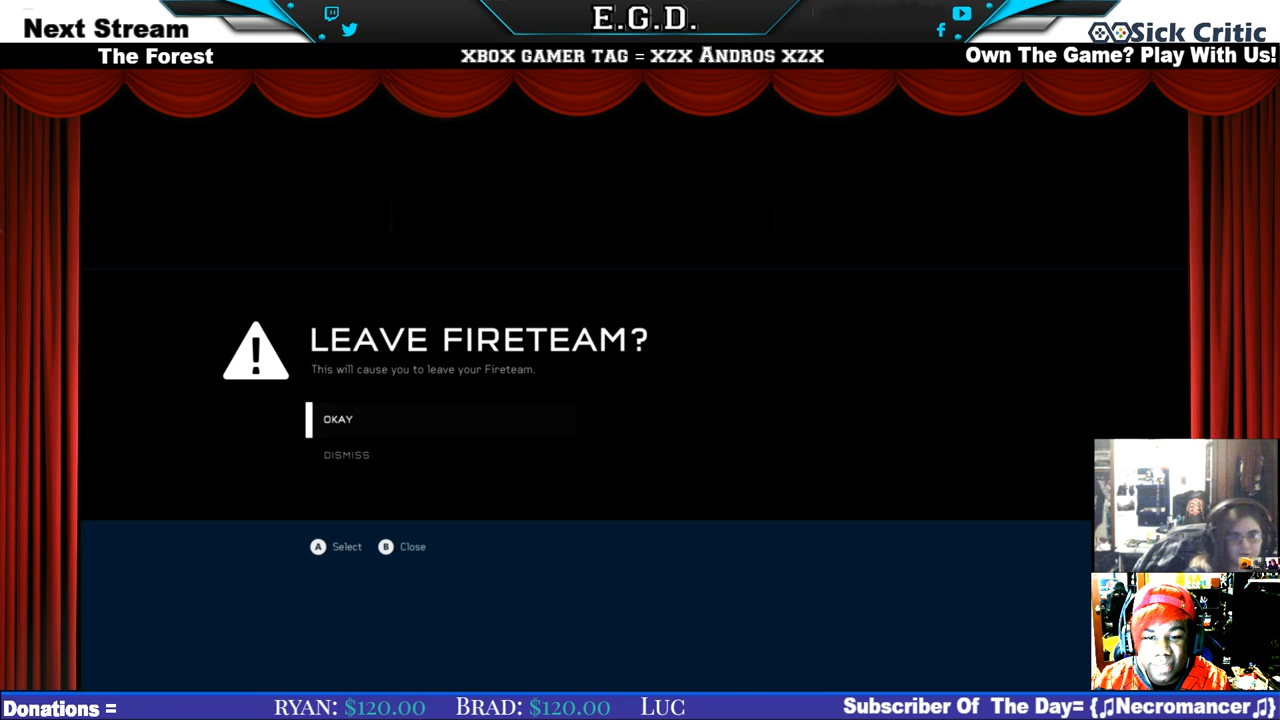 Next Stream
The Forest
E.G.D.
XBOX GAMER TAG = XZX ANDROS XZX
Sick Critic
Own The Game? Play With Us!
LEAVE FIRETEAM?
This will cause you to leave your Fireteam.
OKAY
DISMISS
A Select B Close
Donations = RYAN: $120.00 BRAD: $120.00 LUC
Subscriber Of The Day= {♫Necromancer♫}